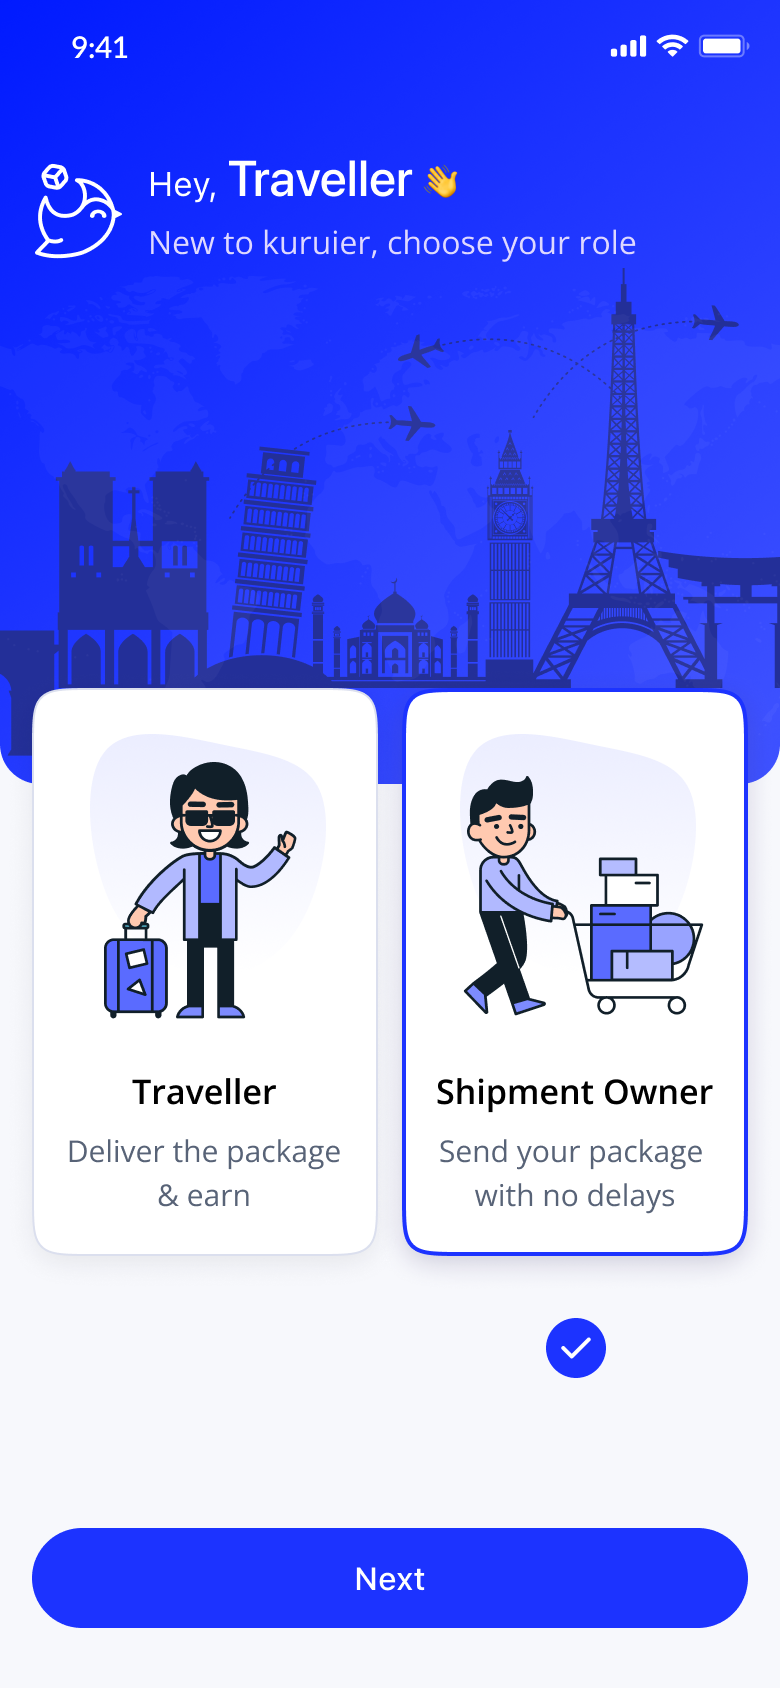 9:41
Hey, Traveller 👋
New to kuruier, choose your role
Traveller
Deliver the package
& earn
Shipment Owner
Send your package
with no delays
Next